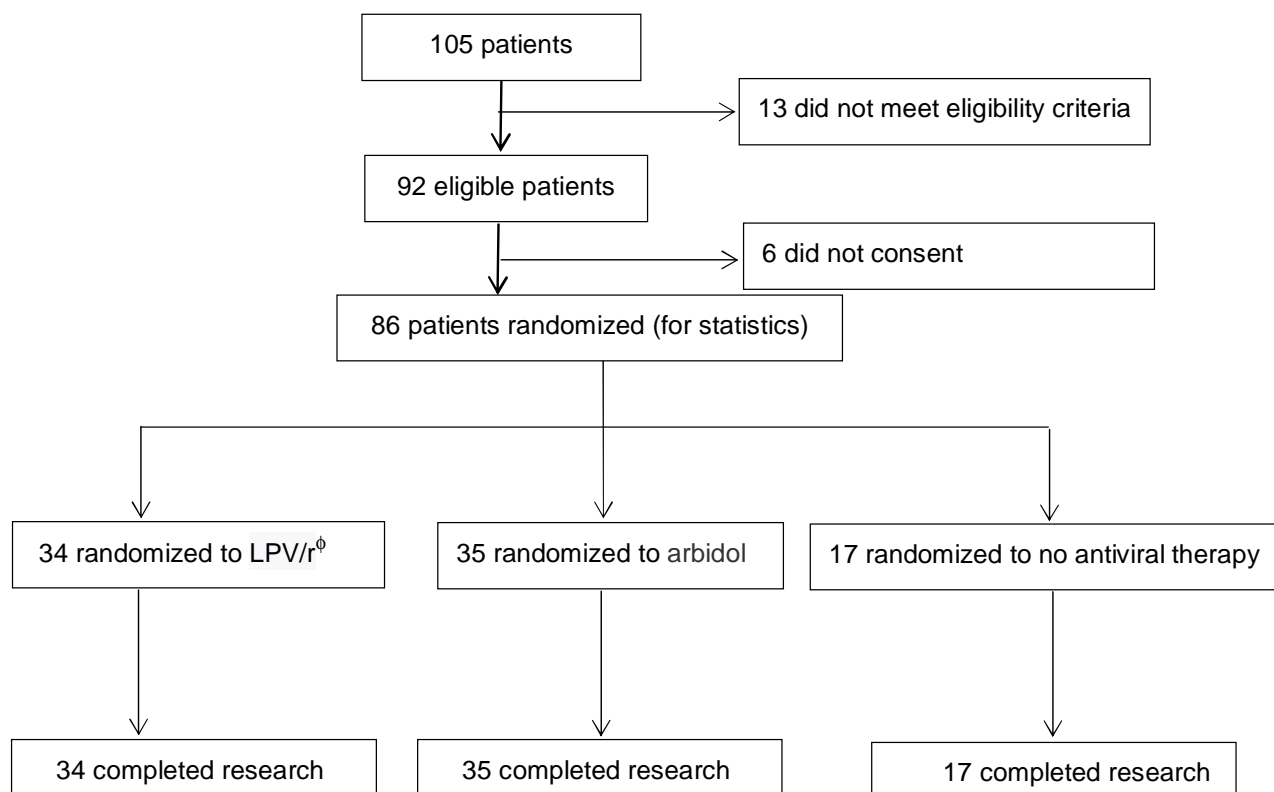 105 patients
13 did not meet eligibility criteria
92 eligible patients
6 did not consent
86 patients randomized (for statistics)
34 randomized to LPV/r^ϕ
35 randomized to arbidol
17 randomized to no antiviral therapy
34 completed research
35 completed research
17 completed research